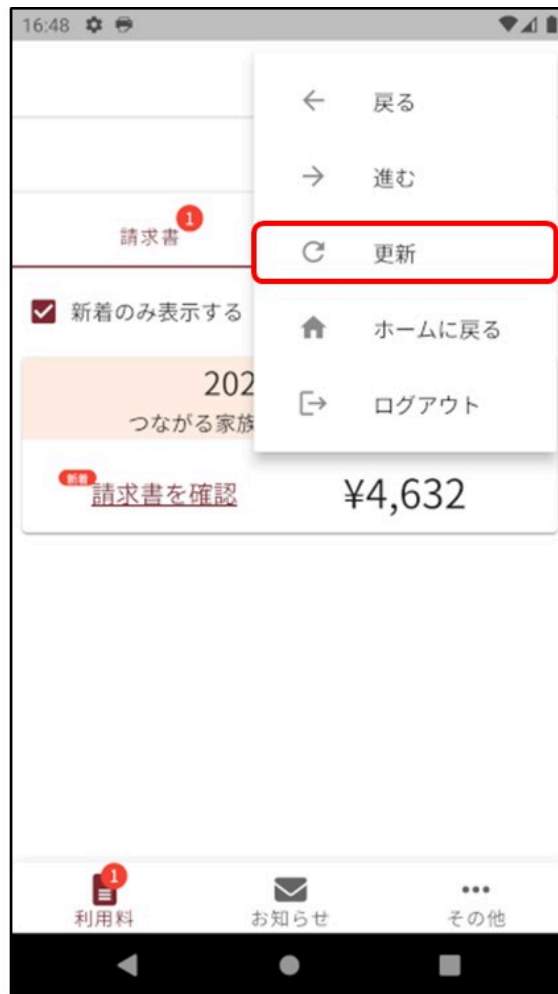 16:48
戻る
進む
更新
ホームに戻る
ログアウト
請求書
1
新着のみ表示する
202
つながる家族
新着
請求書を確認
¥4,632
1
利用料
お知らせ
その他